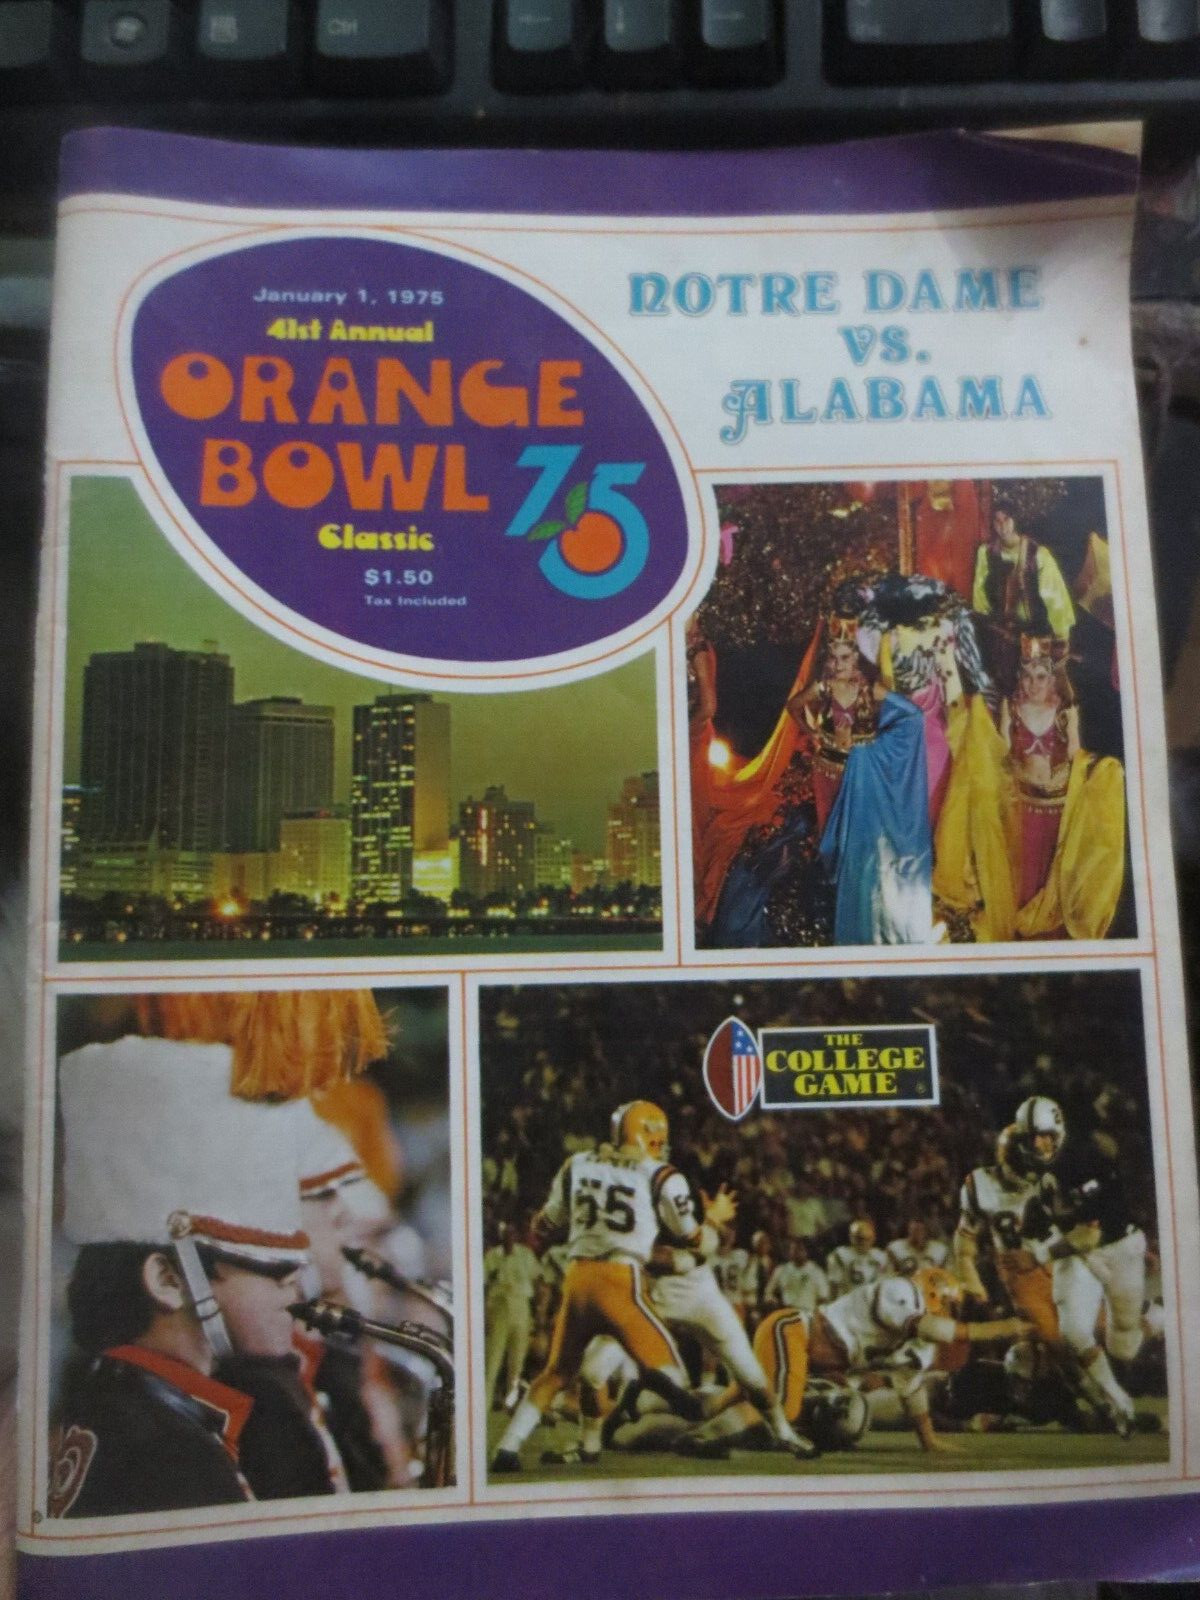 Ctrl
January 1, 1975
41st Annual
ORANGE
BOWL 75
Classic
$1.50
Tax Included
NOTRE DAME
VS.
ALABAMA
THE
COLLEGE
GAME
55